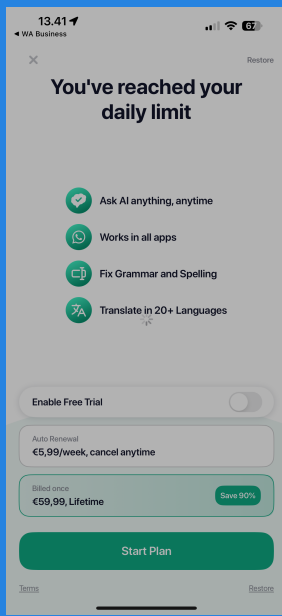 13.41
67
◀ WA Business
Restore
You've reached your
daily limit
Ask AI anything, anytime
Works in all apps
Fix Grammar and Spelling
Translate in 20+ Languages
Enable Free Trial
Auto Renewal
€5,99/week, cancel anytime
Billed once
€59,99, Lifetime
Save 90%
Start Plan
Terms
Restore